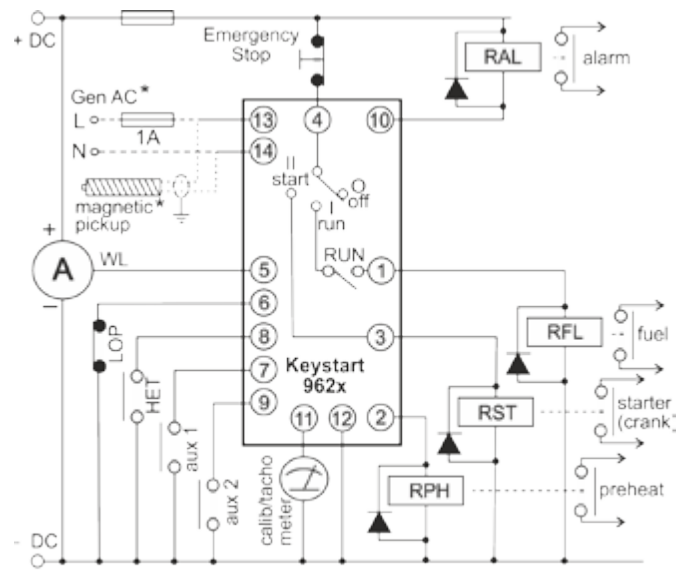 + DC
Emergency
Stop
RAL
alarm
Gen AC*
L
1A
N
13
4
10
14
II
start
O
off
I
run
magnetic*
pickup
+
A
WL
RUN
5
1
6
LOP
8
3
RFL
fuel
HET
7
Keystart
962x
RST
starter
(crank)
aux 1
9
11
12
2
aux 2
calib/tacho
meter
RPH
preheat
- DC